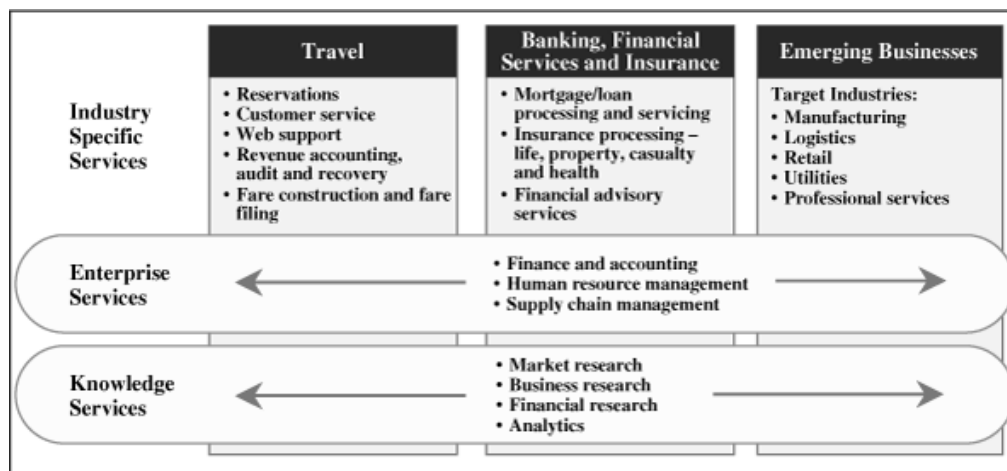 Travel
Banking, Financial
Services and Insurance
Emerging Businesses
Industry
Specific
Services
• Reservations
• Customer service
• Web support
• Revenue accounting,
audit and recovery
• Fare construction and fare
filing
• Mortgage/loan
processing and servicing
• Insurance processing –
life, property, casualty
and health
• Financial advisory
services
Target Industries:
• Manufacturing
• Logistics
• Retail
• Utilities
• Professional services
Enterprise
Services
• Finance and accounting
• Human resource management
• Supply chain management
Knowledge
Services
• Market research
• Business research
• Financial research
• Analytics